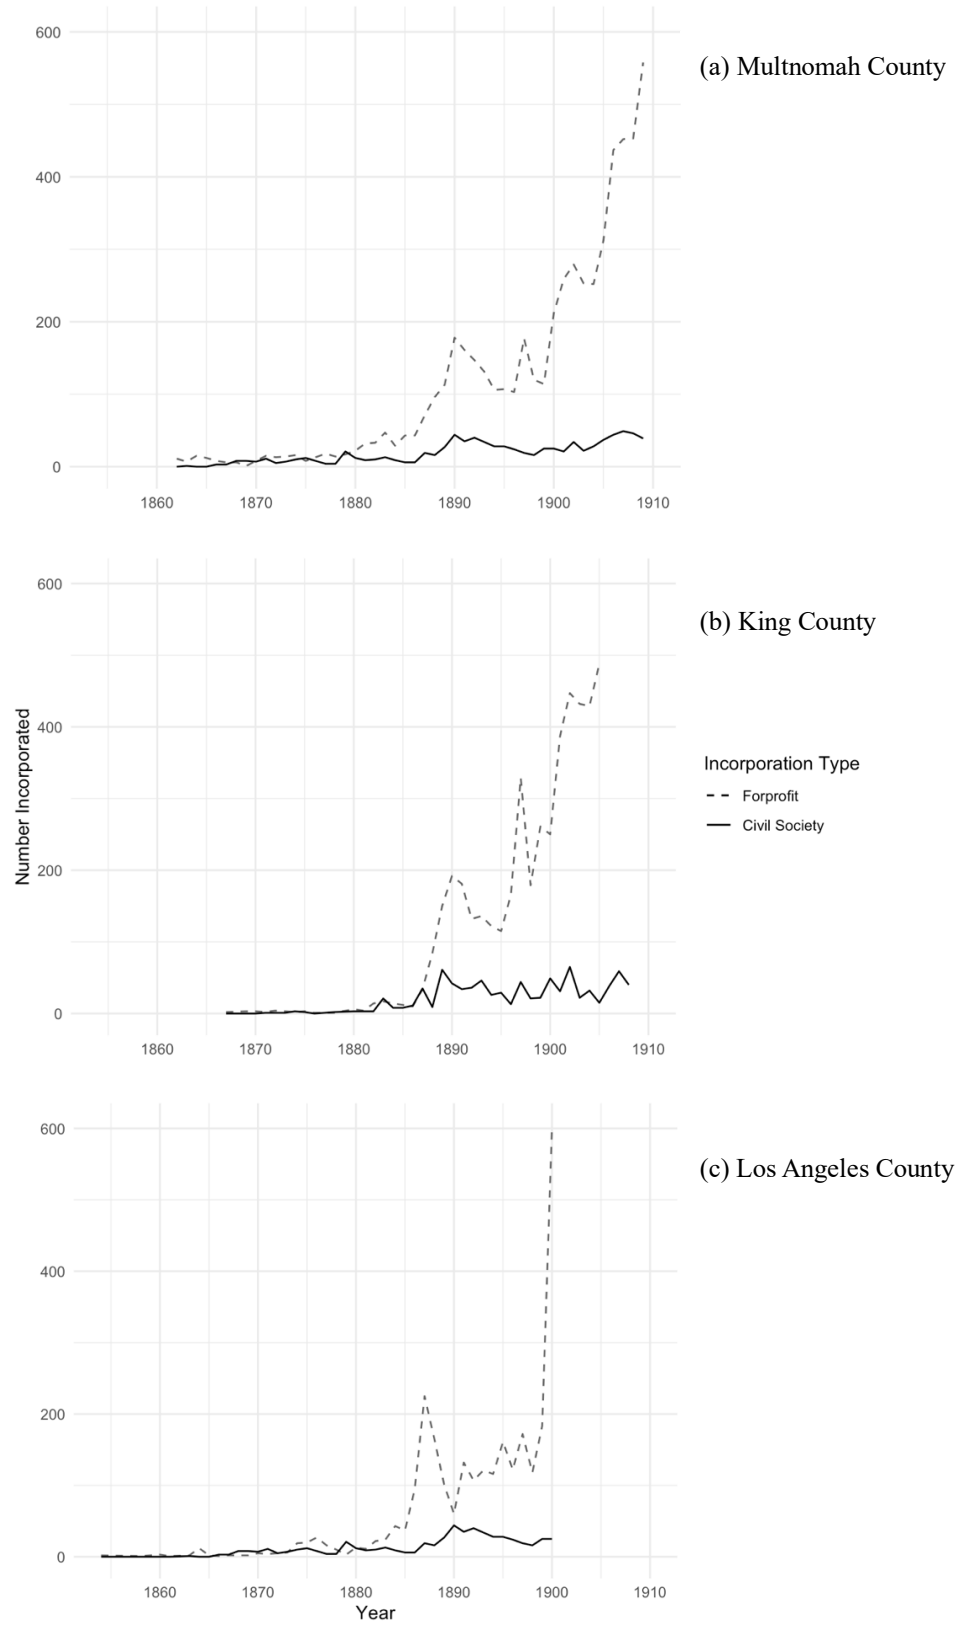 600
400
200
0
1860 1870 1880 1890 1900 1910
(a) Multnomah County
600
400
200
0
1860 1870 1880 1890 1900 1910
(b) King County
Number Incorporated
Incorporation Type
Forprofit
Civil Society
600
400
200
0
1860 1870 1880 1890 1900 1910
Year
(c) Los Angeles County